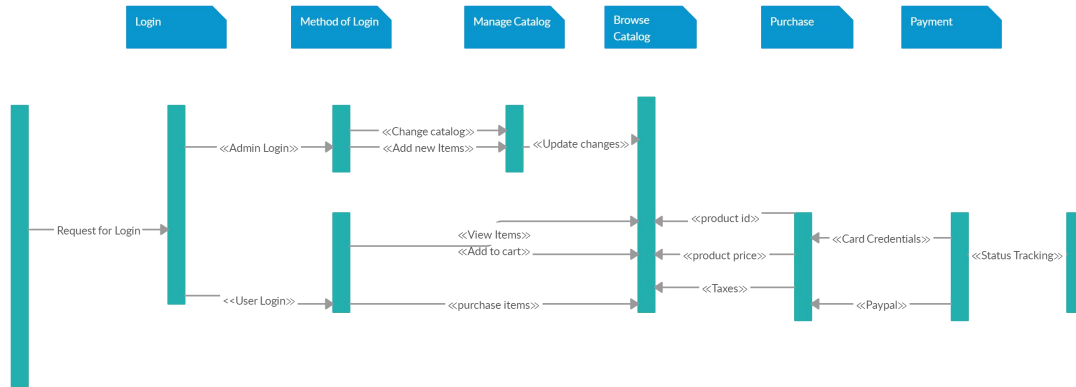 Login
Method of Login
Manage Catalog
Browse
Catalog
Purchase
Payment
<<Change catalog>>
<<Admin Login>>
<<Add new Items>>
<<Update changes>>
<<product id>>
Request for Login
<<View Items>>
<<Card Credentials>>
<<Add to cart>>
<<product price>>
<<Status Tracking>>
<<Taxes>>
<<User Login>>
<<purchase items>>
<<Paypal>>